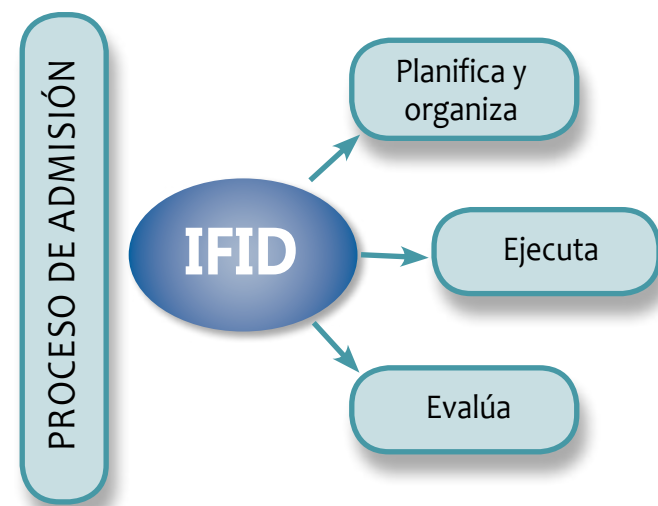 PROCESO DE ADMISIÓN
IFID
Planifica y
organiza
Ejecuta
Evalúa